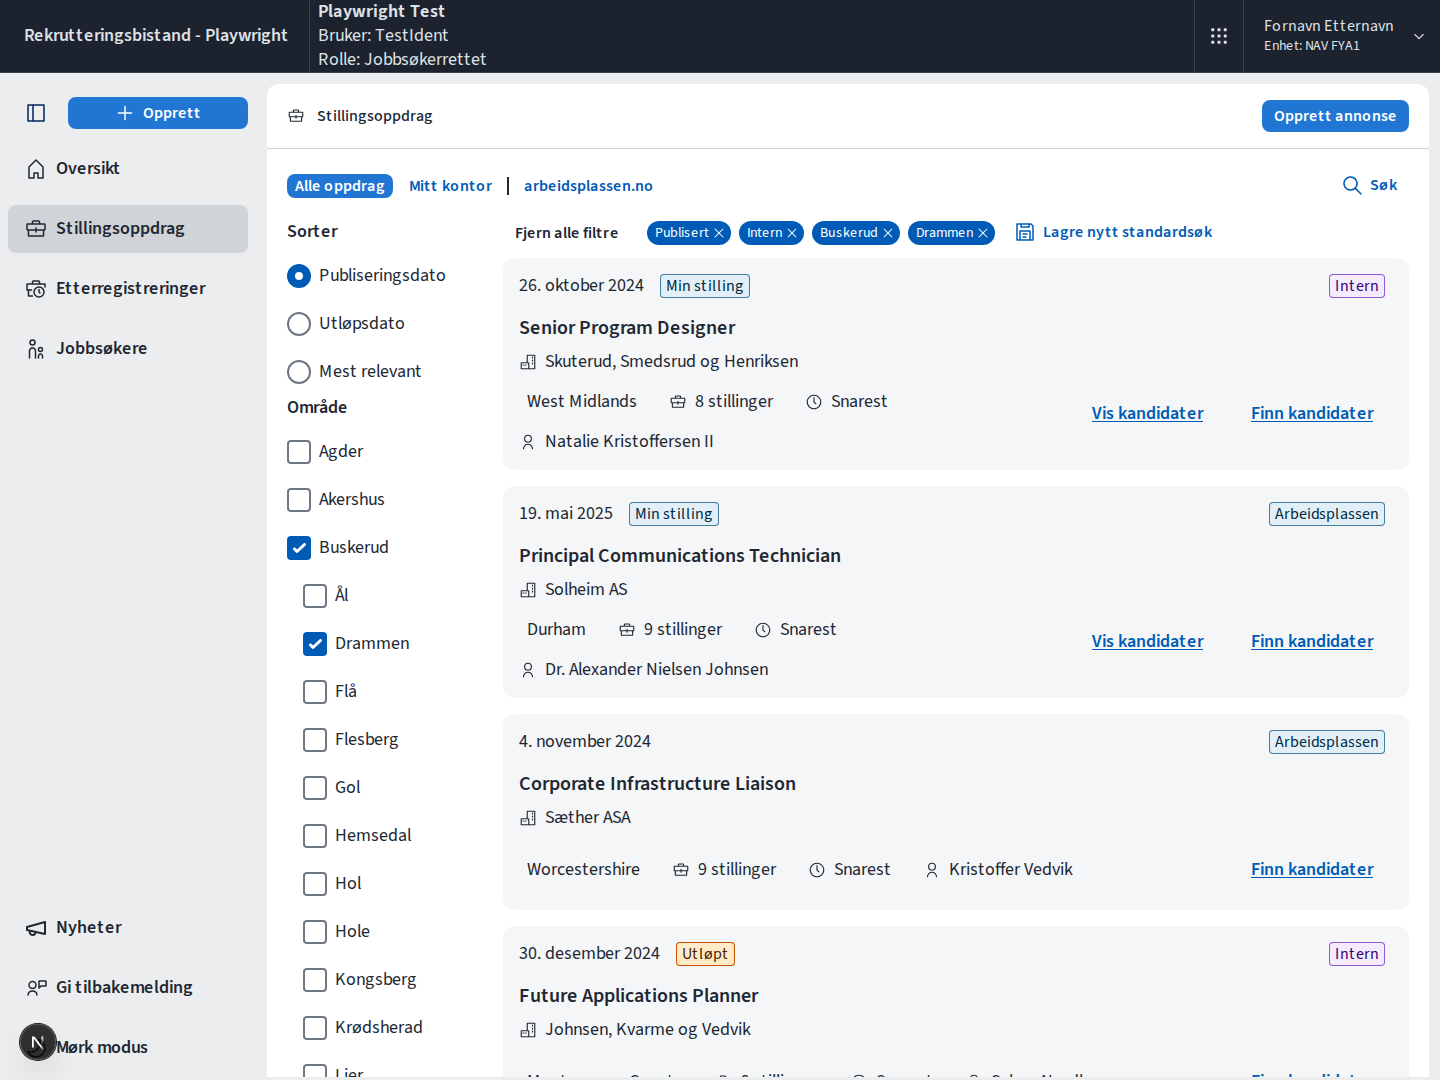 Rekrutteringsbistand - Playwright
Playwright Test
Bruker: TestIdent
Rolle: Jobbsøkerrettet
Fornavn Etternavn
Enhet: NAV FYA1
Opprett
Oversikt
Stillingsoppdrag
Etterregistreringer
Jobbsøkere
Nyheter
Gi tilbakemelding
N
Mørk modus
Stillingsoppdrag
Opprett annonse
Alle oppdrag
Mitt kontor
arbeidsplassen.no
Søk
Sorter
Publiseringsdato
Utløpsdato
Mest relevant
Område
Agder
Akershus
Buskerud
Ål
Drammen
Flå
Flesberg
Gol
Hemsedal
Hol
Hole
Kongsberg
Krødsherad
Lier
Fjern alle filtre
Publisert
Intern
Buskerud
Drammen
Lagre nytt standardsøk
26. oktober 2024 Min stilling Intern
Senior Program Designer
Skuterud, Smedsrud og Henriksen
West Midlands 8 stillinger Snarest
Natalie Kristoffersen II
Vis kandidater Finn kandidater
19. mai 2025 Min stilling Arbeidsplassen
Principal Communications Technician
Solheim AS
Durham 9 stillinger Snarest
Dr. Alexander Nielsen Johnsen
Vis kandidater Finn kandidater
4. november 2024 Arbeidsplassen
Corporate Infrastructure Liaison
Sæther ASA
Worcestershire 9 stillinger Snarest Kristoffer Vedvik Finn kandidater
30. desember 2024 Utløpt Intern
Future Applications Planner
Johnsen, Kvarme og Vedvik
Finn kandidater